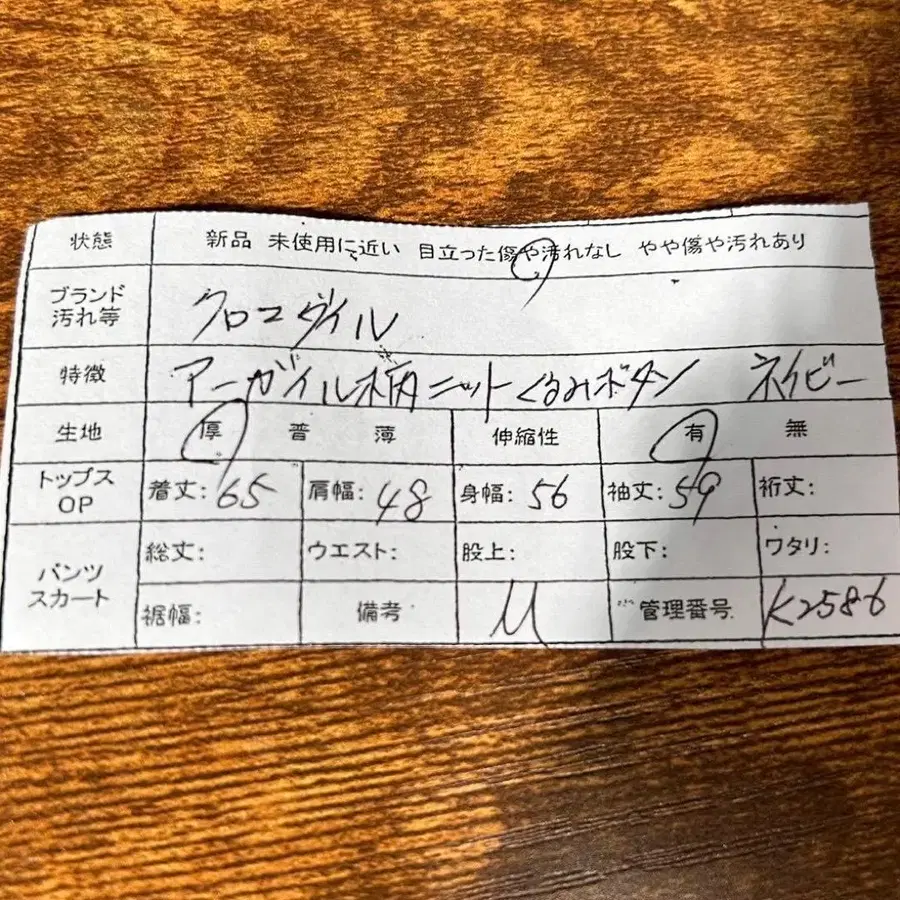 状態 新品 未使用に近い 目立った傷や汚れなし やや傷や汚れあり
ブランド
汚れ等 クロコダイル
特徴 アーガイル柄ニットくるみボタン ネイビー
生地 厚 普 薄 伸縮性 有 無
トップス
OP 着丈: 65 肩幅: 48 身幅: 56 袖丈: 59 裄丈:
パンツ
スカート 総丈: ウエスト: 股上: 股下: ワタリ:
裾幅: 備考 M 管理番号 K2586